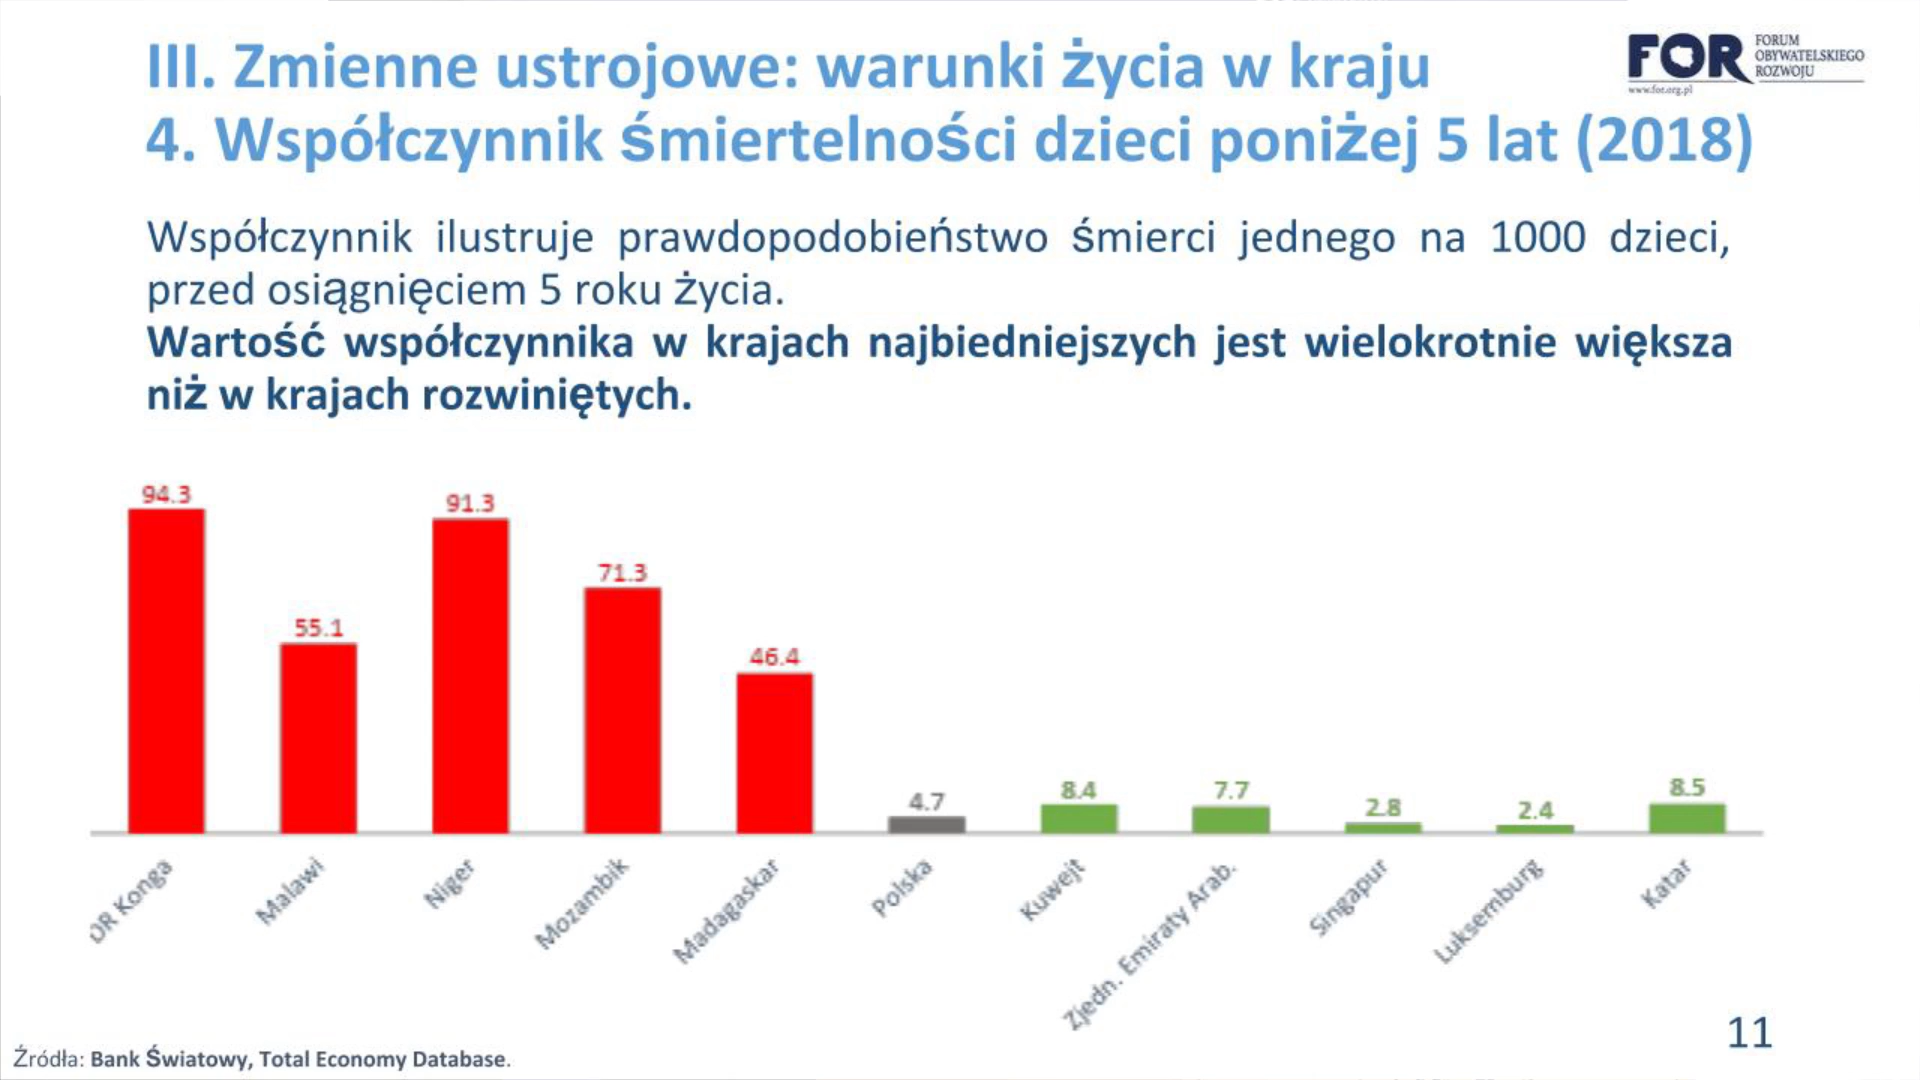 III. Zmienne ustrojowe: warunki życia w kraju
4. Współczynnik śmiertelności dzieci poniżej 5 lat (2018)
FOR
FORUM
OBYWATELSKIEGO
ROZWOJU
www.for.org.pl
Współczynnik ilustruje prawdopodobieństwo śmierci jednego na 1000 dzieci,
przed osiągnięciem 5 roku życia.
Wartość współczynnika w krajach najbiedniejszych jest wielokrotnie większa
niż w krajach rozwiniętych.
94.3
55.1
91.3
71.3
46.4
4.7
8.4
7.7
2.8
2.4
8.5
DR Konga
Malawi
Niger
Mozambik
Madagaskar
Polska
Kuwejt
Zjedn. Emiraty Arab.
Singapur
Luksemburg
Katar
11
Źródła: Bank Światowy, Total Economy Database.